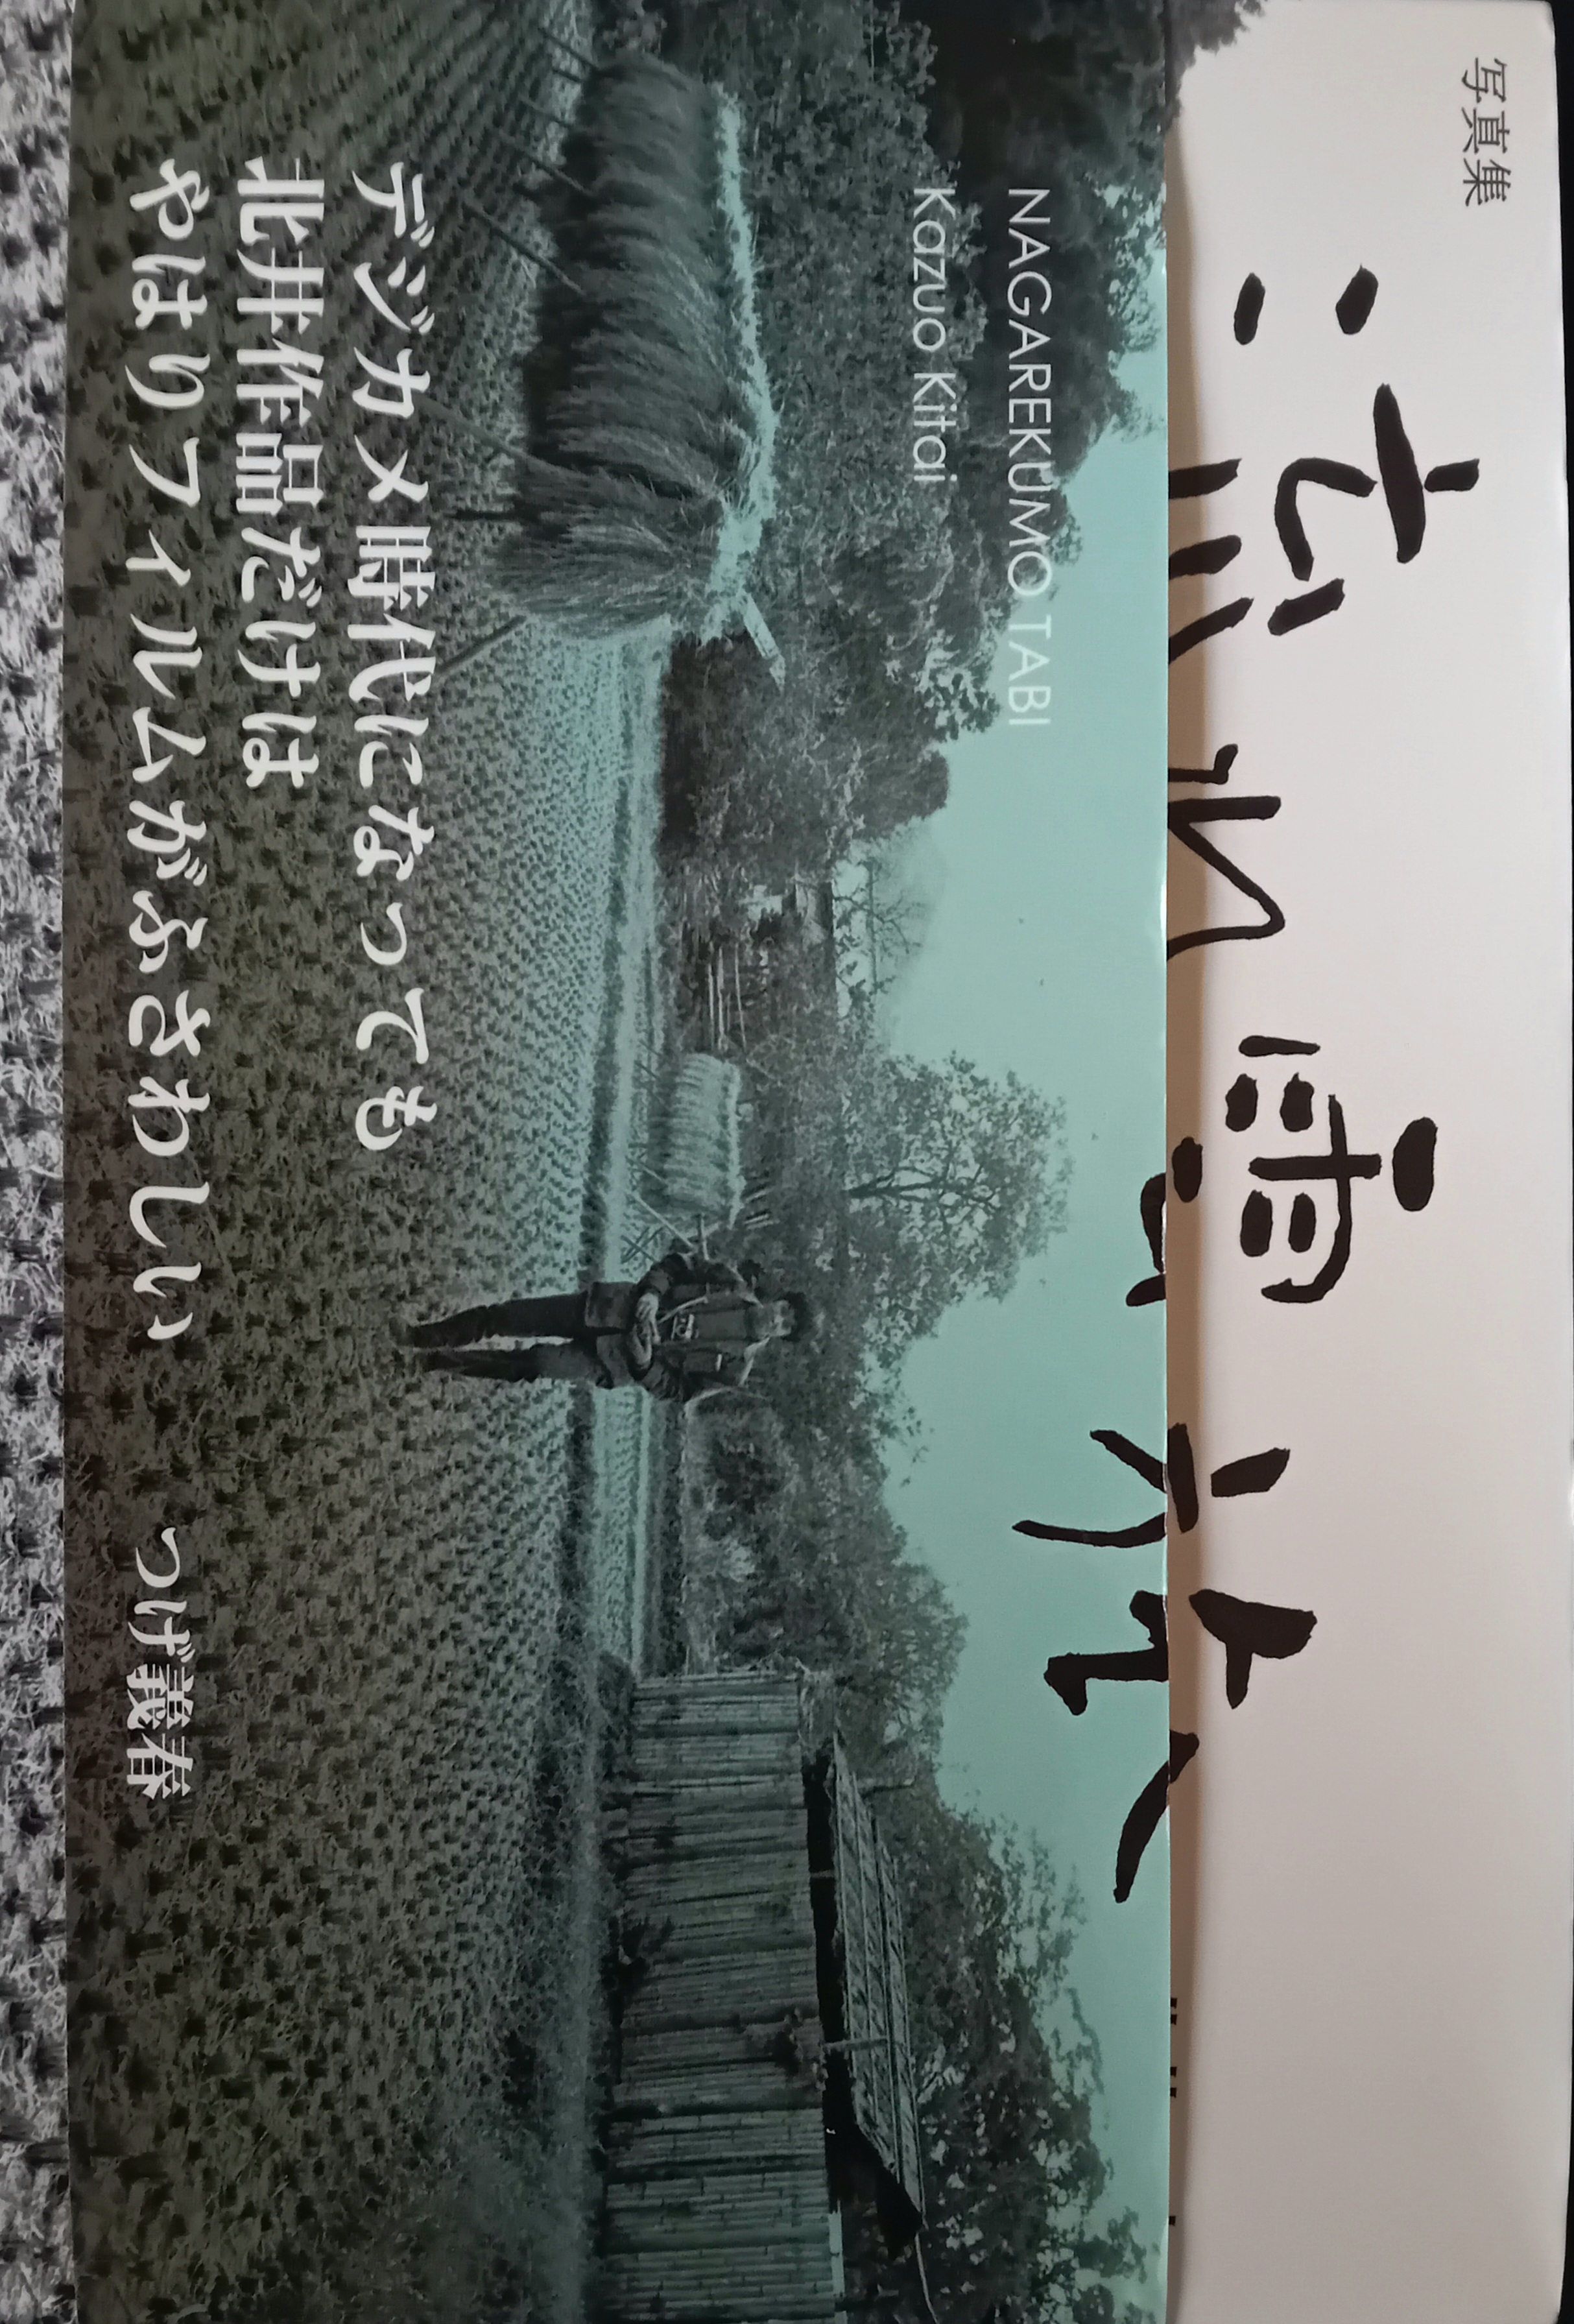 写真集
流れ雲旅
NAGAREKUMO TABI
Kazuo Kitai
デジカメ時代になっても
北井作品だけは
やはりフィルムがふさわしい つげ義春